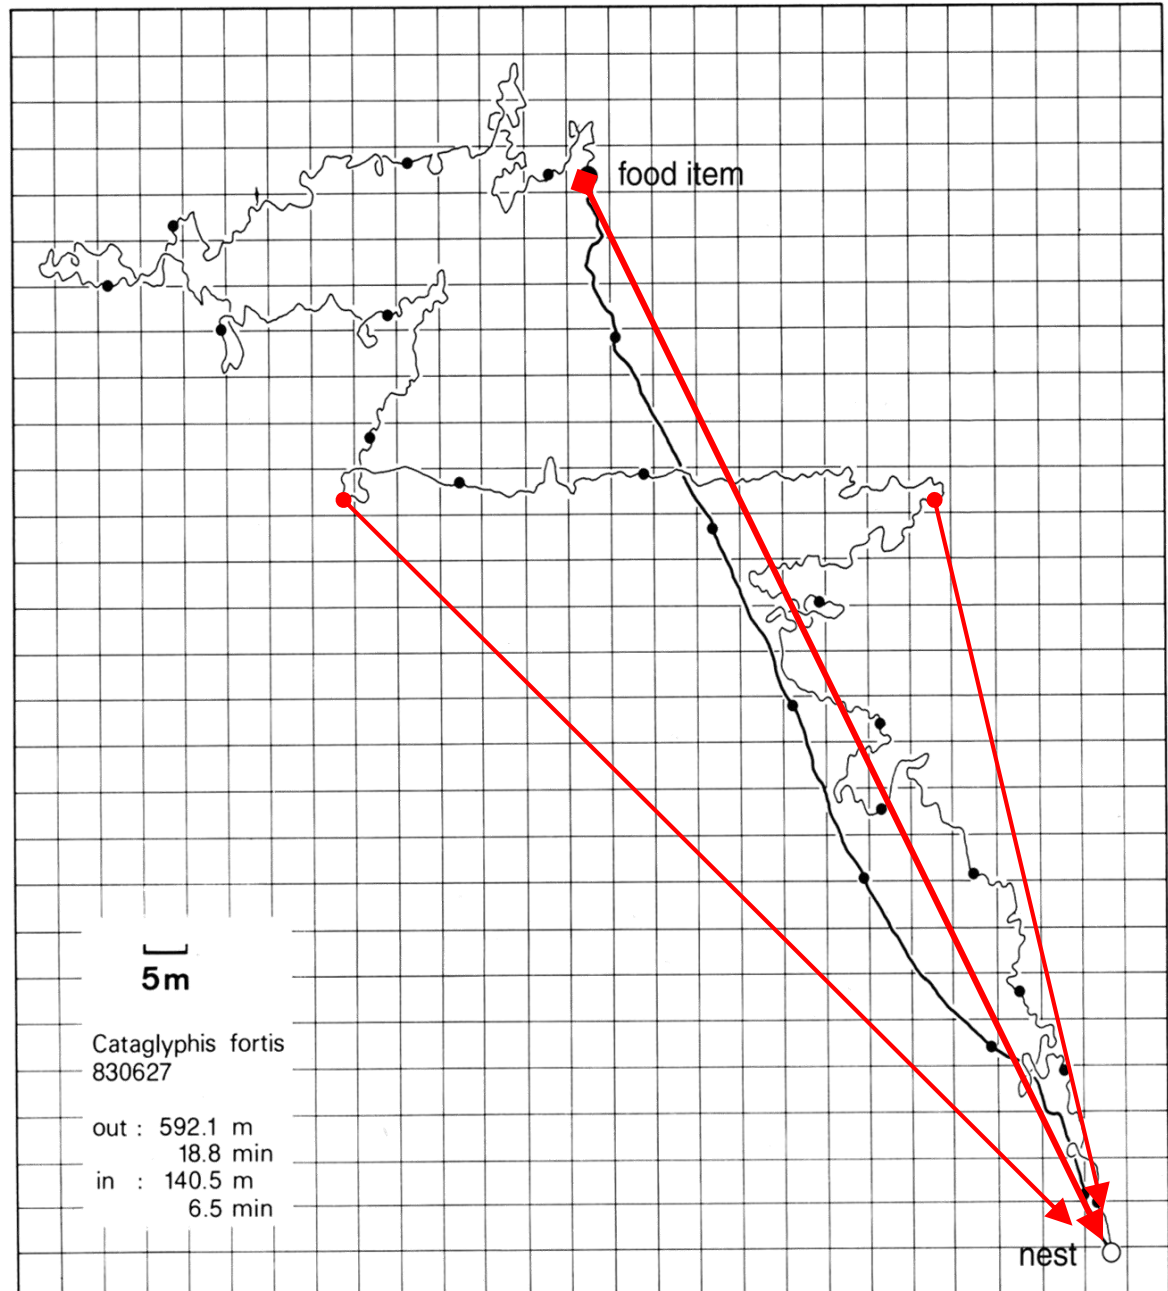 food item
5m
Cataglyphis fortis
830627
out : 592.1 m
18.8 min
in : 140.5 m
6.5 min
nest